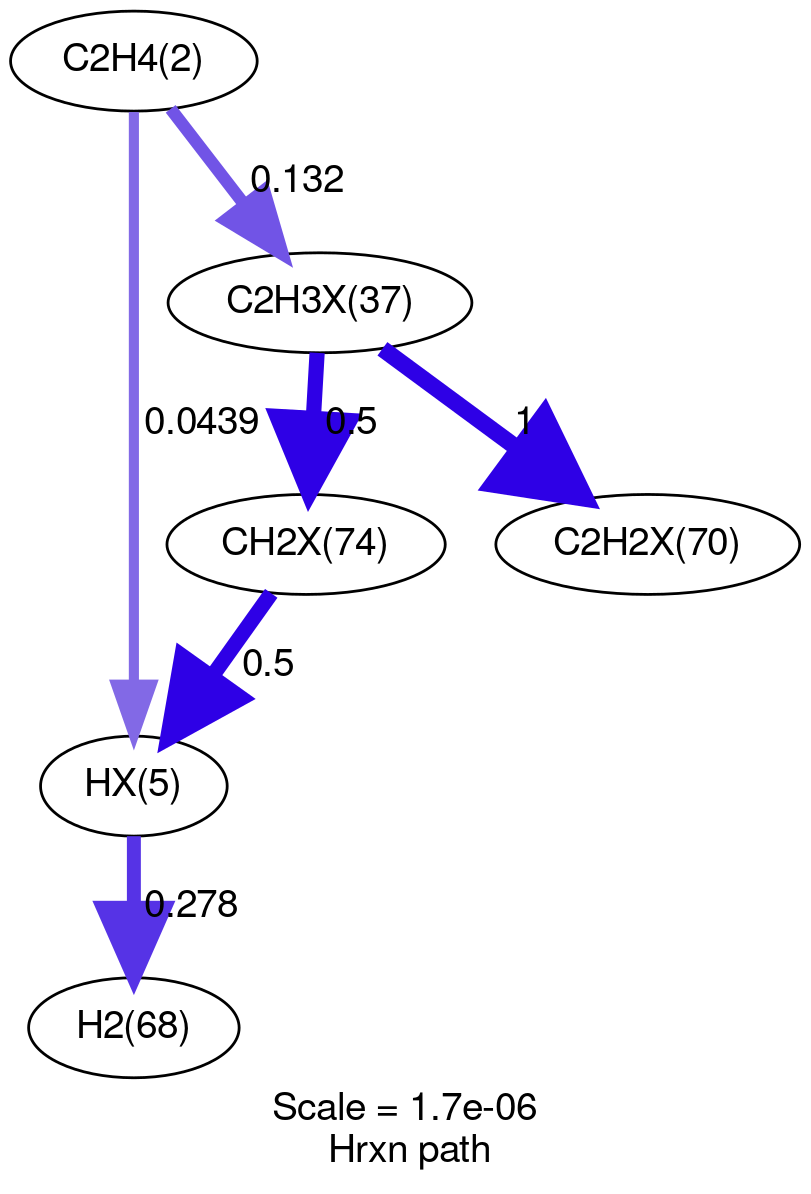 C2H4(2)
0.132
C2H3X(37)
0.0439
0.5
1
CH2X(74)
C2H2X(70)
0.5
HX(5)
0.278
H2(68)
Scale = 1.7e-06
Hrxn path